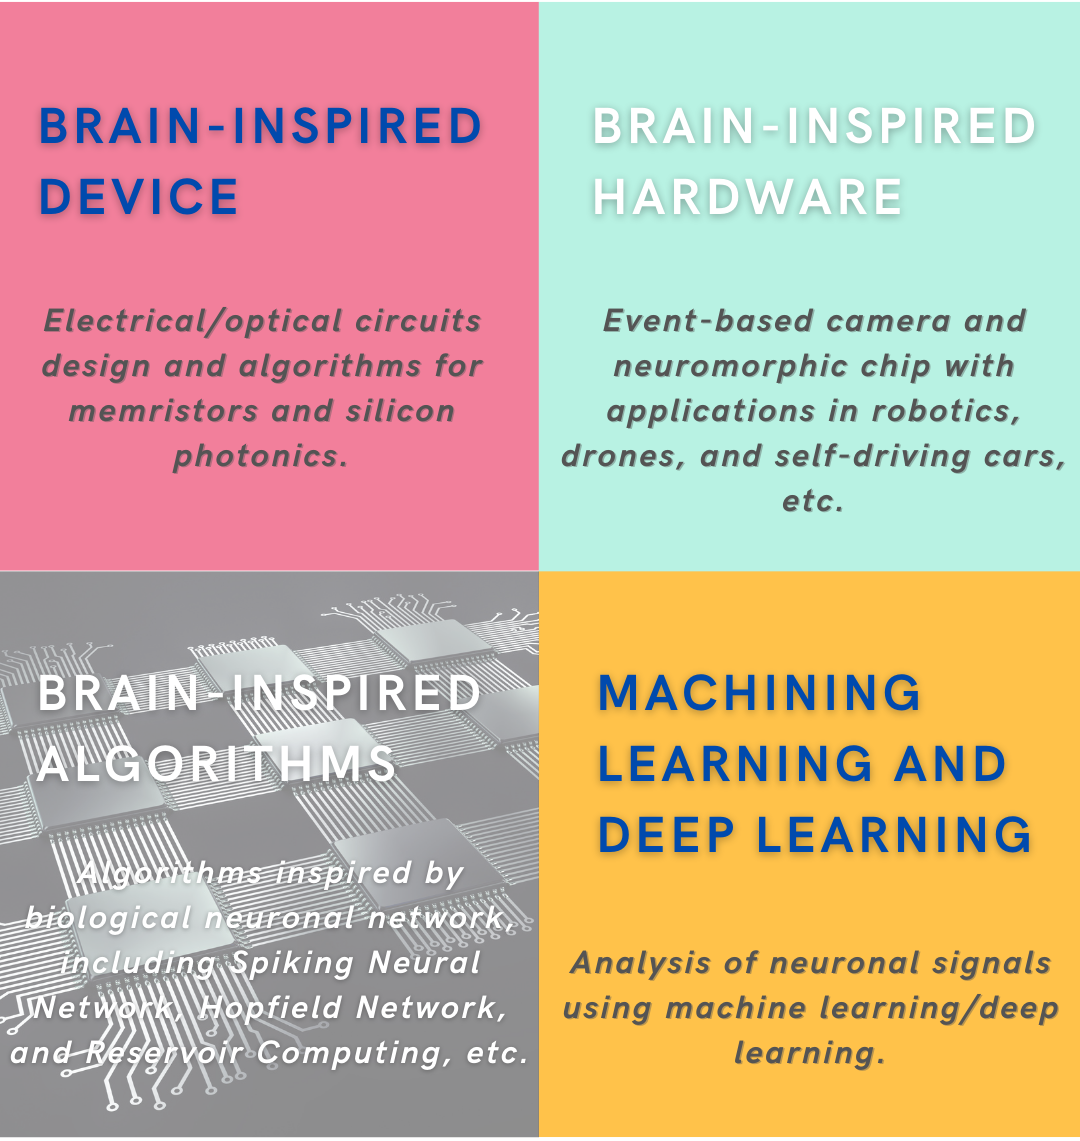 BRAIN-INSPIRED
DEVICE
Electrical/optical circuits
design and algorithms for
memristors and silicon
photonics.
BRAIN-INSPIRED
HARDWARE
Event-based camera and
neuromorphic chip with
applications in robotics,
drones, and self-driving cars,
etc.
BRAIN-INSPIRED
ALGORITHMS
Algorithms inspired by
biological neuronal network,
including Spiking Neural
Network, Hopfield Network,
and Reservoir Computing, etc.
MACHINING
LEARNING AND
DEEP LEARNING
Analysis of neuronal signals
using machine learning/deep
learning.